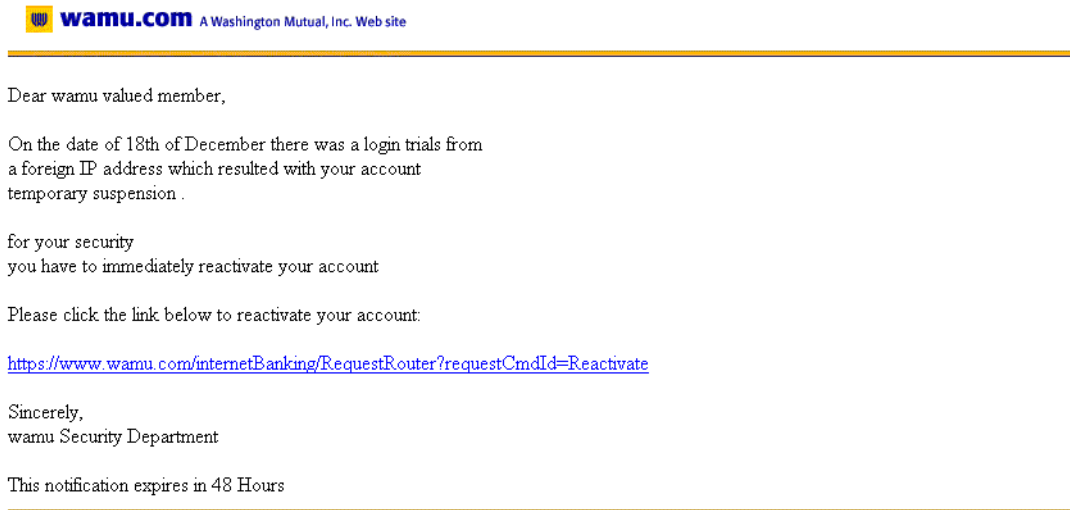 wamu.com A Washington Mutual, Inc. Web site
Dear wamu valued member,
On the date of 18th of December there was a login trials from
a foreign IP address which resulted with your account
temporary suspension .
for your security
you have to immediately reactivate your account
Please click the link below to reactivate your account:
https://www.wamu.com/internetBanking/RequestRouter?requestCmdId=Reactivate
Sincerely,
wamu Security Department
This notification expires in 48 Hours